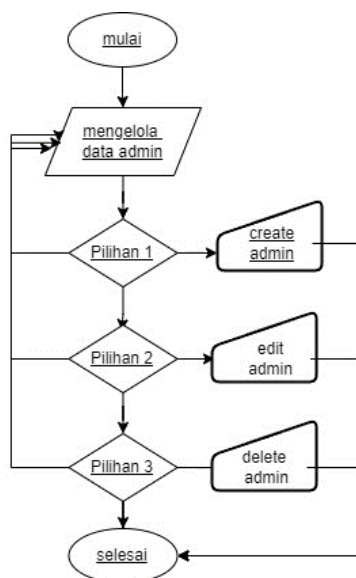 mulai
mengelola
data admin
Pilihan 1
create
admin
Pilihan 2
edit
admin
Pilihan 3
delete
admin
selesai